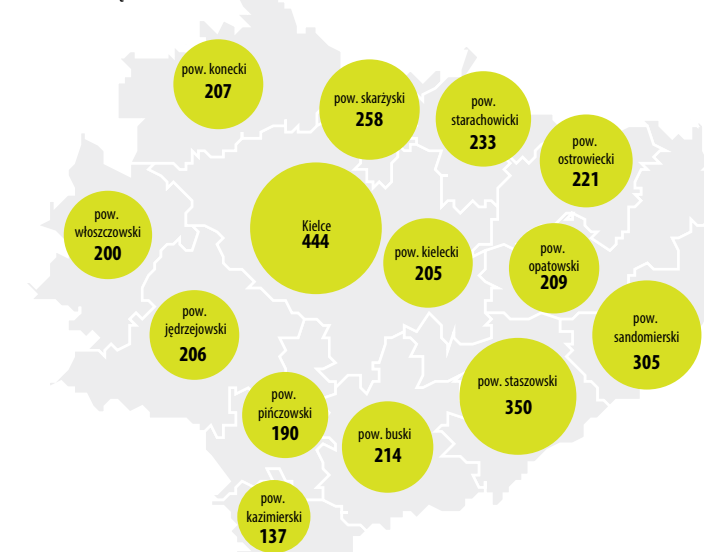 pow. konecki
207
pow. skarżyski
258
pow.
starachowicki
233
pow.
ostrowiecki
221
pow.
włoszczowski
200
Kielce
444
pow. kielecki
205
pow.
opatowski
209
pow.
jędrzejowski
206
pow.
sandomierski
305
pow. staszowski
350
pow.
pińczowski
190
pow. buski
214
pow.
kazimierski
137